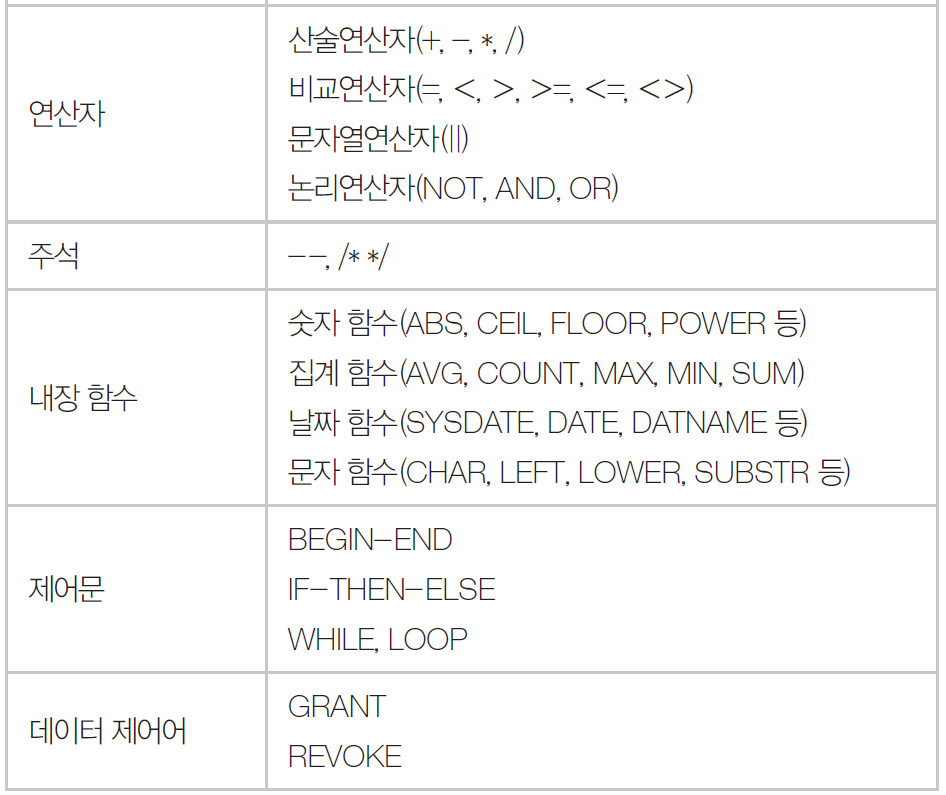 연산자
산술연산자(+, -, *, /)
비교연산자(=, <, >, >=, <=, <>)
문자열연산자(||)
논리연산자(NOT, AND, OR)
주석
--, /* */
내장 함수
숫자 함수(ABS, CEIL, FLOOR, POWER 등)
집계 함수(AVG, COUNT, MAX, MIN, SUM)
날짜 함수(SYSDATE, DATE, DATNAME 등)
문자 함수(CHAR, LEFT, LOWER, SUBSTR 등)
제어문
BEGIN-END
IF-THEN-ELSE
WHILE, LOOP
데이터 제어어
GRANT
REVOKE